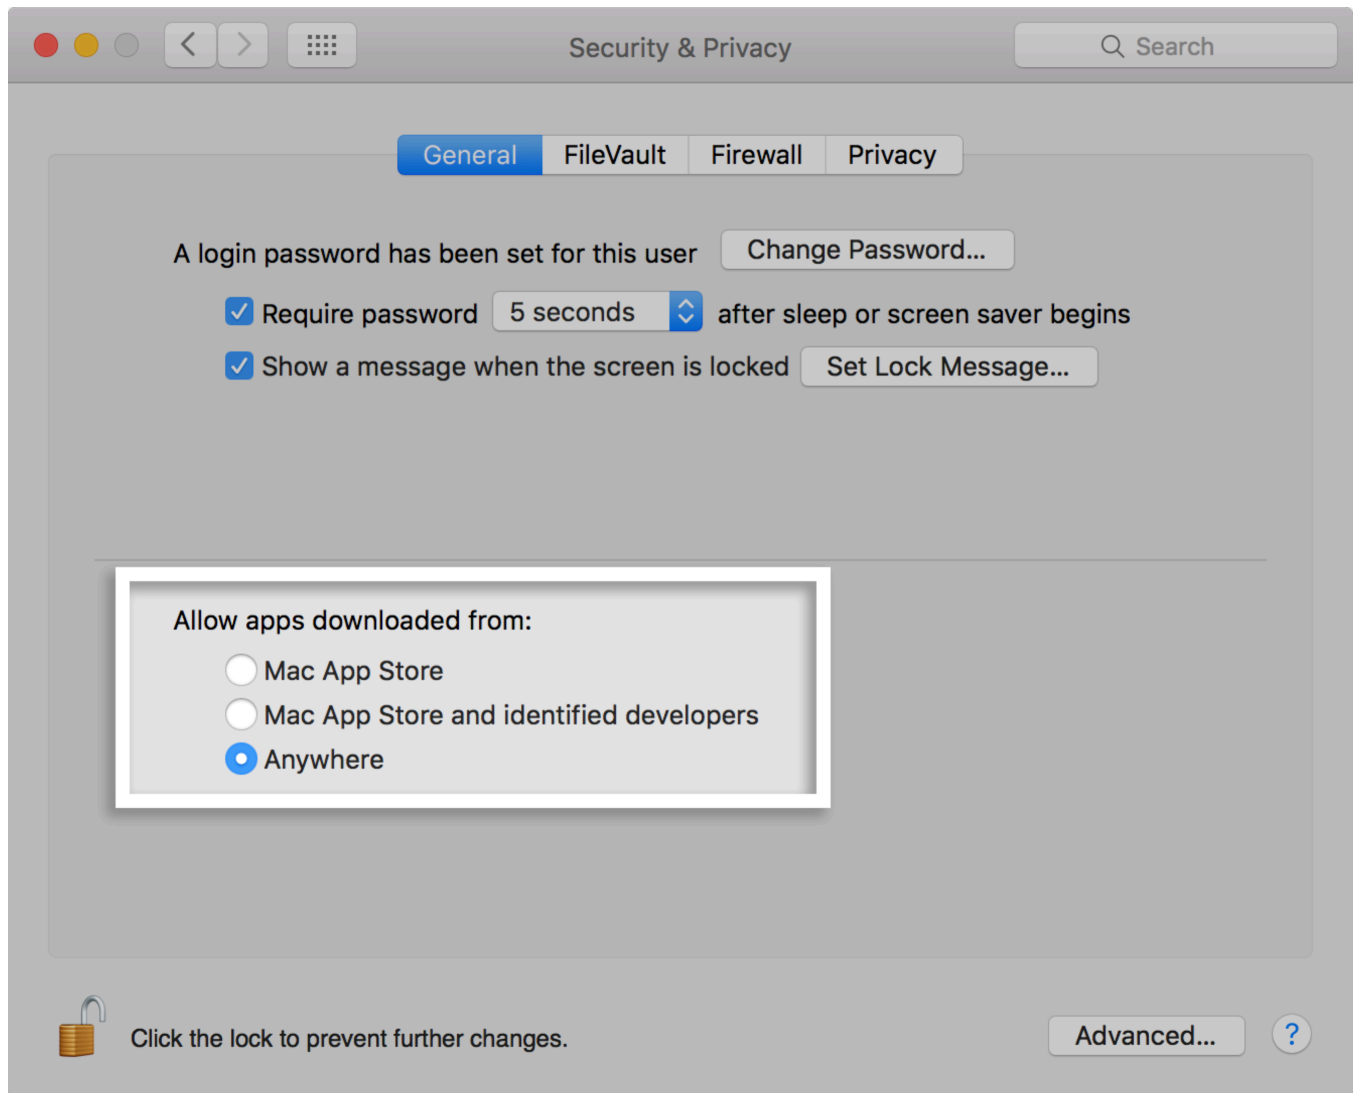 Security & Privacy
Search
General FileVault Firewall Privacy
A login password has been set for this user Change Password...
Require password 5 seconds after sleep or screen saver begins
Show a message when the screen is locked Set Lock Message...
Allow apps downloaded from:
Mac App Store
Mac App Store and identified developers
Anywhere
Click the lock to prevent further changes. Advanced... ?